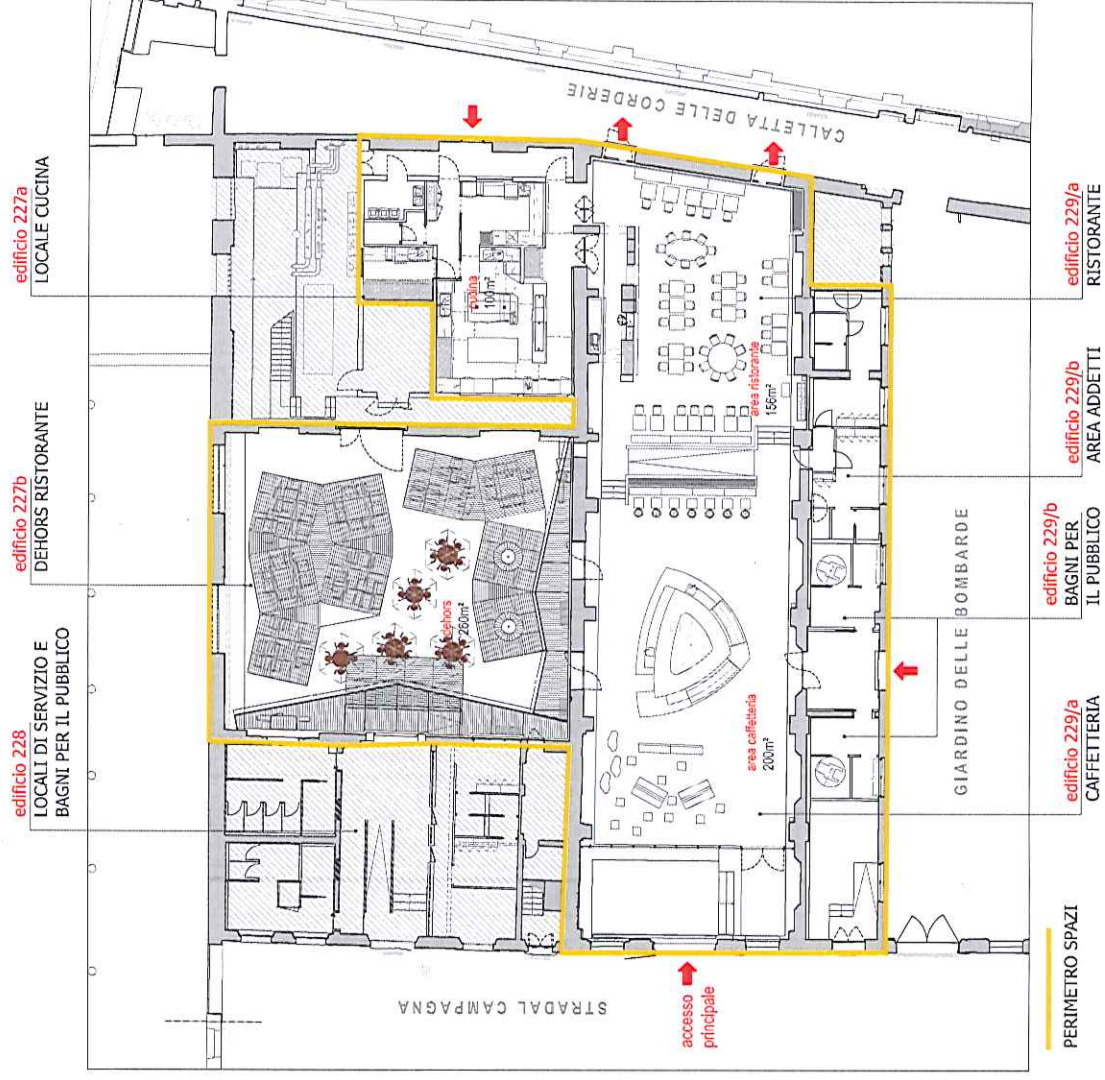 edificio 228
LOCALI DI SERVIZIO E
BAGNI PER IL PUBBLICO
edificio 227b
DEHORS RISTORANTE
edificio 227a
LOCALE CUCINA
CALLETTA DELLE CORDERIE
cucina
100m²
dehors
260m²
area ristorante
156m²
area caffetteria
200m²
STRADAL CAMPAGNA
accesso
principale
GIARDINO DELLE BOMBARDE
PERIMETRO SPAZI
edificio 229/a
CAFFETTERIA
edificio 229/b
BAGNI PER
IL PUBBLICO
edificio 229/b
AREA ADDETTI
edificio 229/a
RISTORANTE